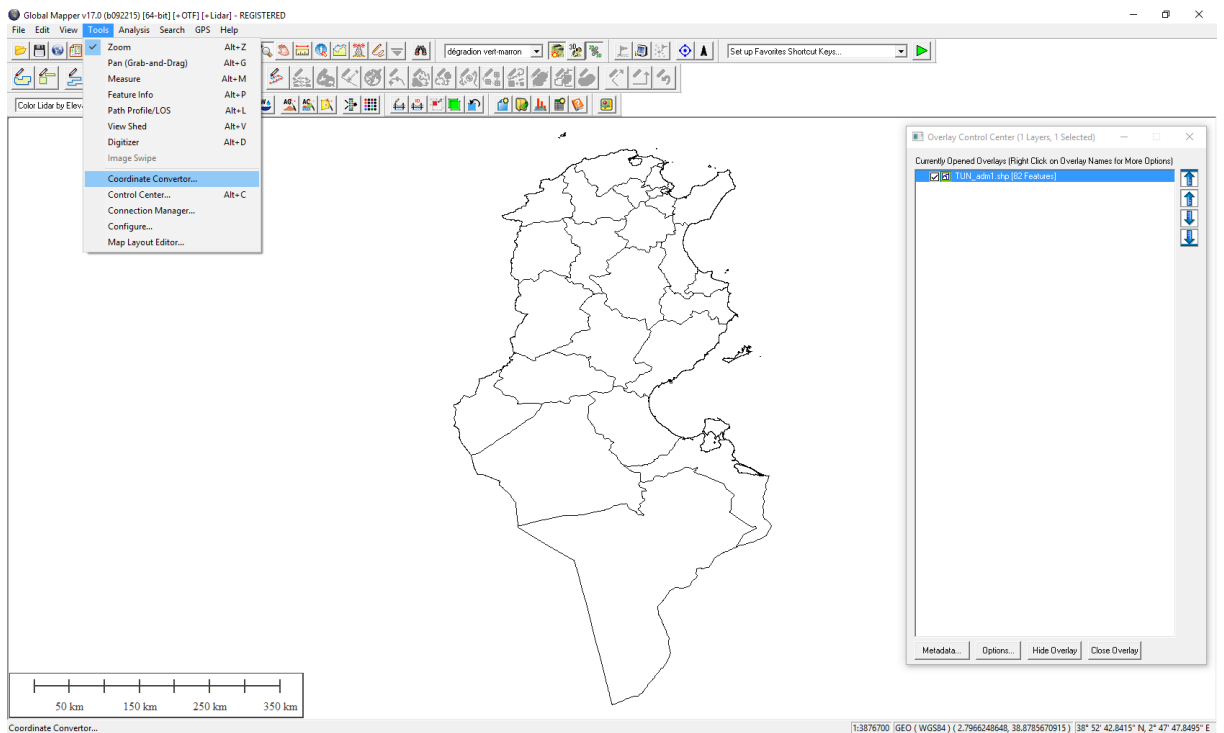 Global Mapper v17.0 (b092215) [64-bit] [+OTF] [+Lidar] - REGISTERED
File Edit View Tools Analysis Search GPS Help
Zoom Alt+Z
Pan (Grab-and-Drag) Alt+G
Measure Alt+M
Feature Info Alt+P
Path Profile/LOS Alt+L
View Shed Alt+V
Digitizer Alt+D
Image Swipe
Coordinate Convertor...
Control Center... Alt+C
Connection Manager...
Configure...
Map Layout Editor...
dégradion vert-marron
Set up Favorites Shortcut Keys...
Color Lidar by Elev
Overlay Control Center (1 Layers, 1 Selected)
Currently Opened Overlays (Right Click on Overlay Names for More Options)
TUN_adm1.shp [82 Features]
Metadata... Options... Hide Overlay Close Overlay
50 km 150 km 250 km 350 km
Coordinate Convertor...
1:3876700 GEO ( WGS84 ) ( 2.7966248648, 38.8785670915 ) 38° 52' 42.8415" N, 2° 47' 47.8495" E